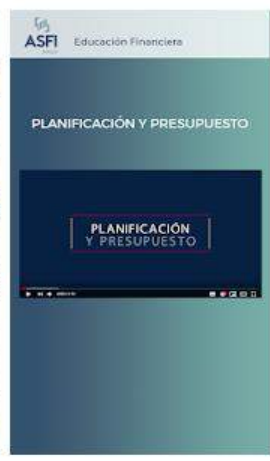 ASFI
Educación Financiera
PLANIFICACIÓN Y PRESUPUESTO
PLANIFICACIÓN
Y PRESUPUESTO